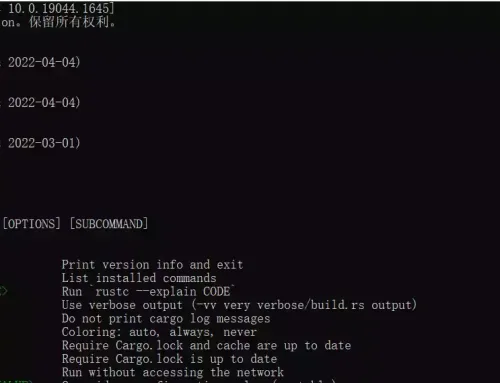 10.0.19044.1645]
on。保留所有权利。
2022-04-04)
2022-04-04)
2022-03-01)
[OPTIONS] [SUBCOMMAND]
Print version info and exit
List installed commands
> Run `rustc --explain CODE`
Use verbose output (-vv very verbose/build.rs output)
Do not print cargo log messages
Coloring: auto, always, never
Require Cargo.lock and cache are up to date
Require Cargo.lock is up to date
Run without accessing the network